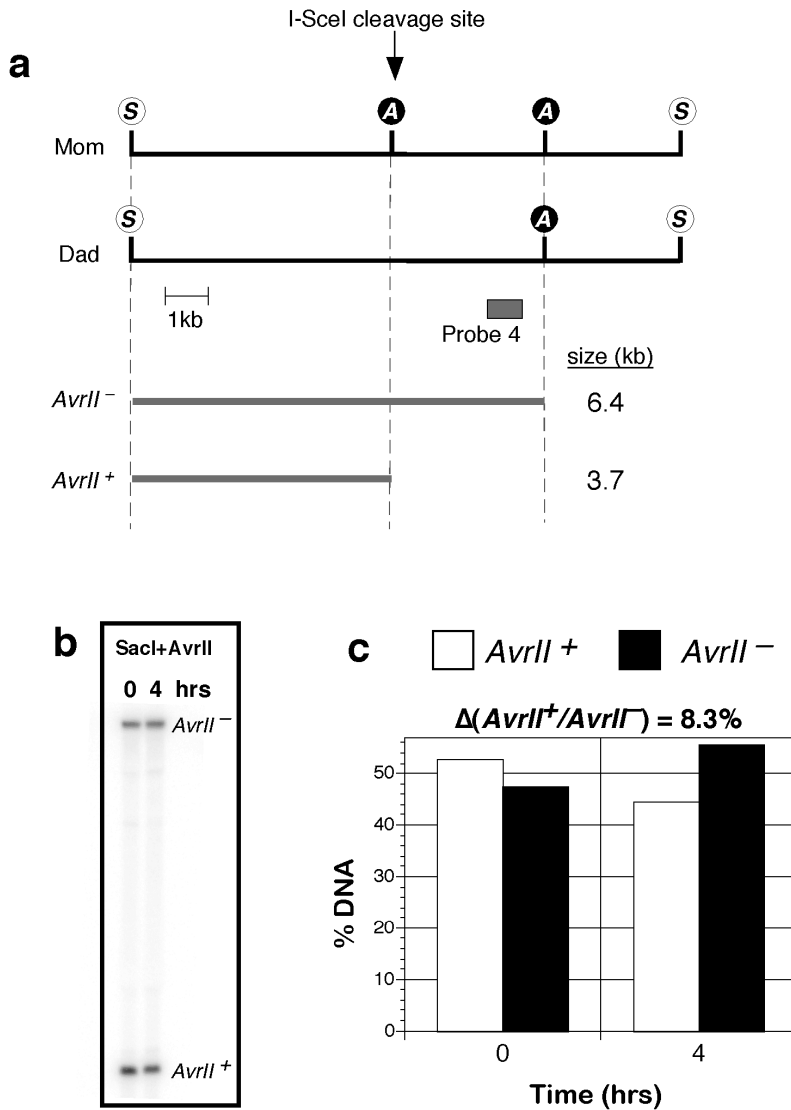 I-SceI cleavage site
a
S A A S
Mom
S A S
Dad
1kb
Probe 4
size (kb)
AvrII − 6.4
AvrII + 3.7
b
SacI+AvrII
0 4 hrs
AvrII −
AvrII +
c
AvrII + AvrII −
Δ(AvrII+/AvrII−) = 8.3%
50
40
30
20
10
0
% DNA
0 4
Time (hrs)